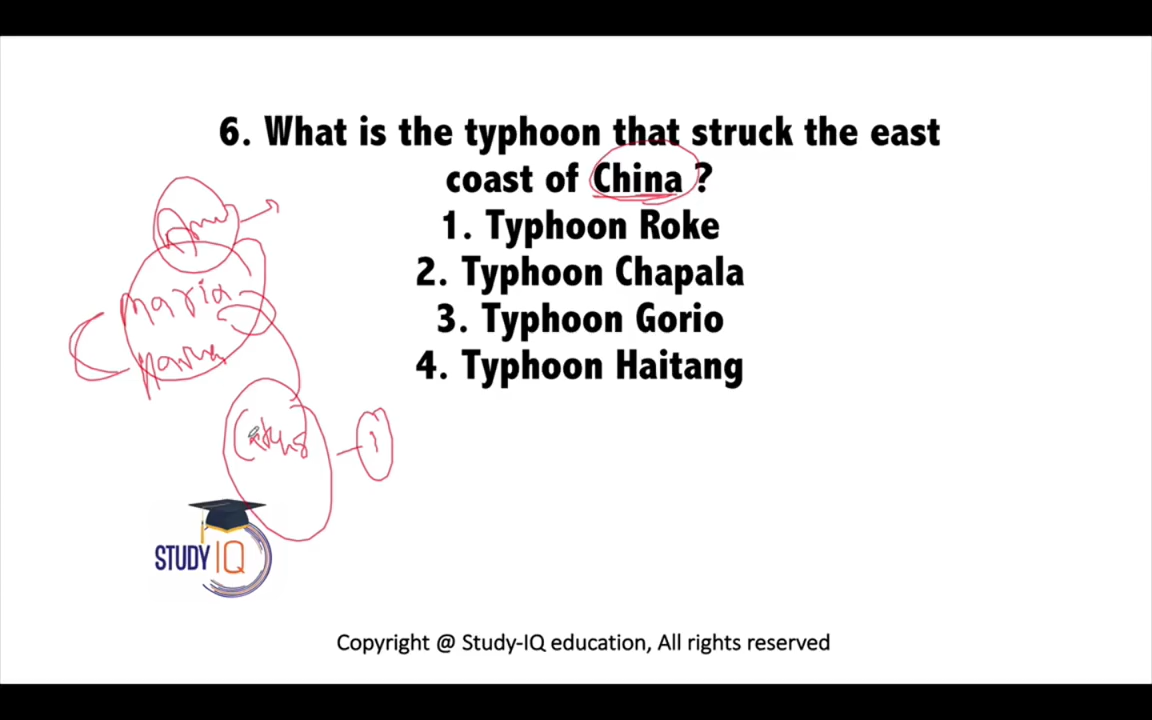 6. What is the typhoon that struck the east
coast of China ?
1. Typhoon Roke
2. Typhoon Chapala
3. Typhoon Gorio
4. Typhoon Haitang
maria
STUDY IQ
Copyright @ Study-IQ education, All rights reserved